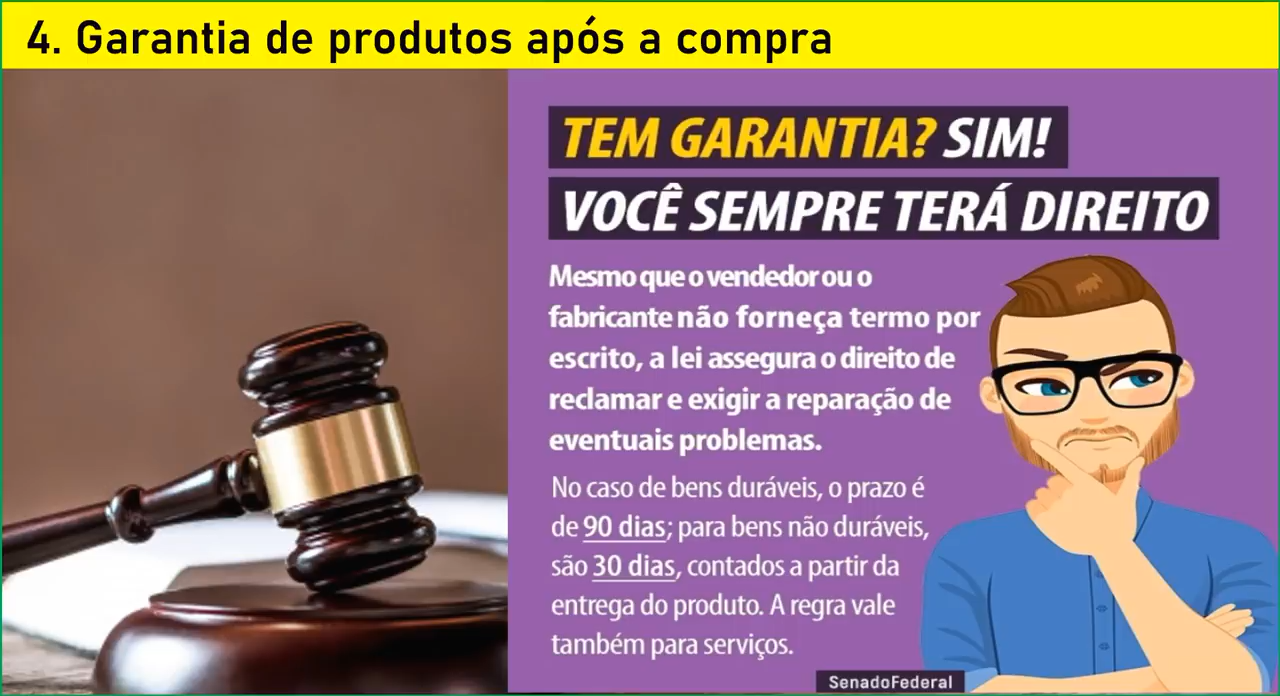 4. Garantia de produtos após a compra
TEM GARANTIA? SIM!
VOCÊ SEMPRE TERÁ DIREITO
Mesmo que o vendedor ou o
fabricante não forneça termo por
escrito, a lei assegura o direito de
reclamar e exigir a reparação de
eventuais problemas.
No caso de bens duráveis, o prazo é
de 90 dias; para bens não duráveis,
são 30 dias, contados a partir da
entrega do produto. A regra vale
também para serviços.
SenadoFederal